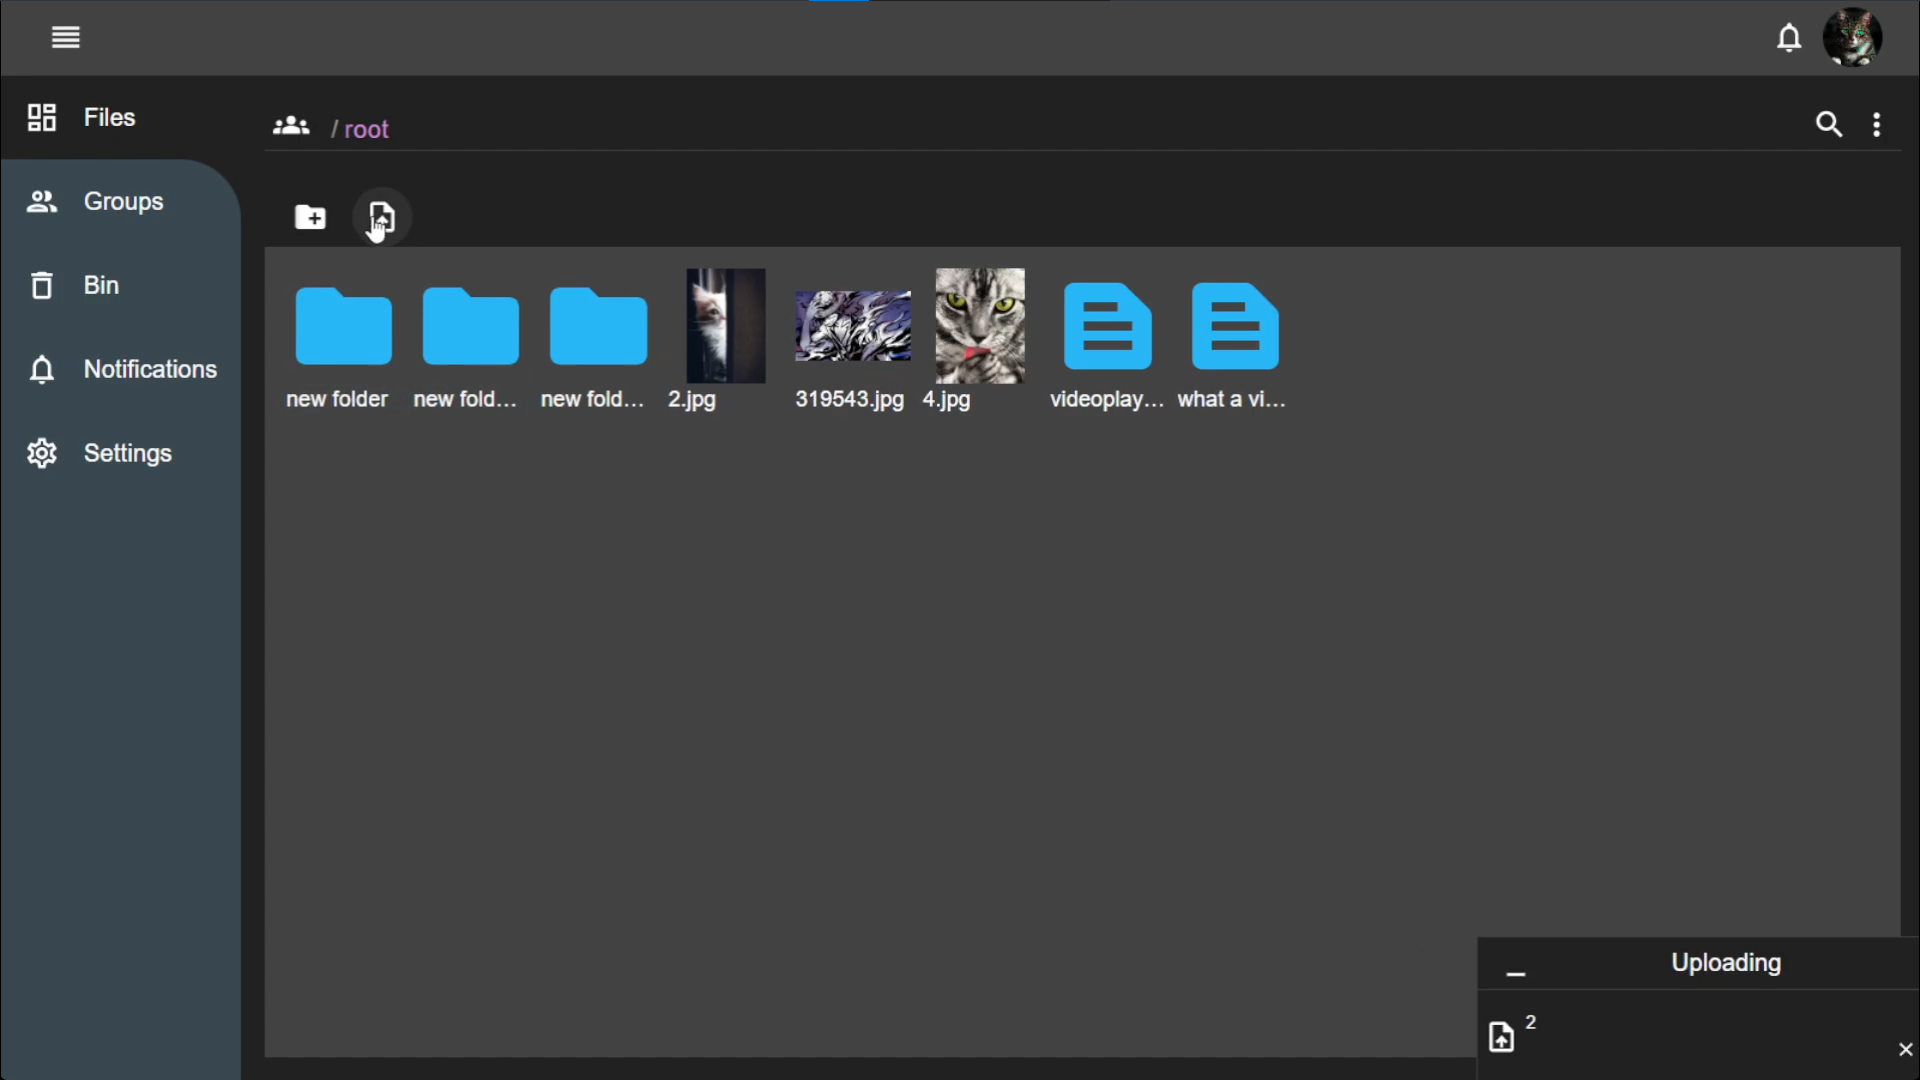 Files
/ root
Groups
Bin
Notifications
Settings
new folder
new fold...
new fold...
2.jpg
319543.jpg
4.jpg
videoplay...
what a vi...
Uploading
2